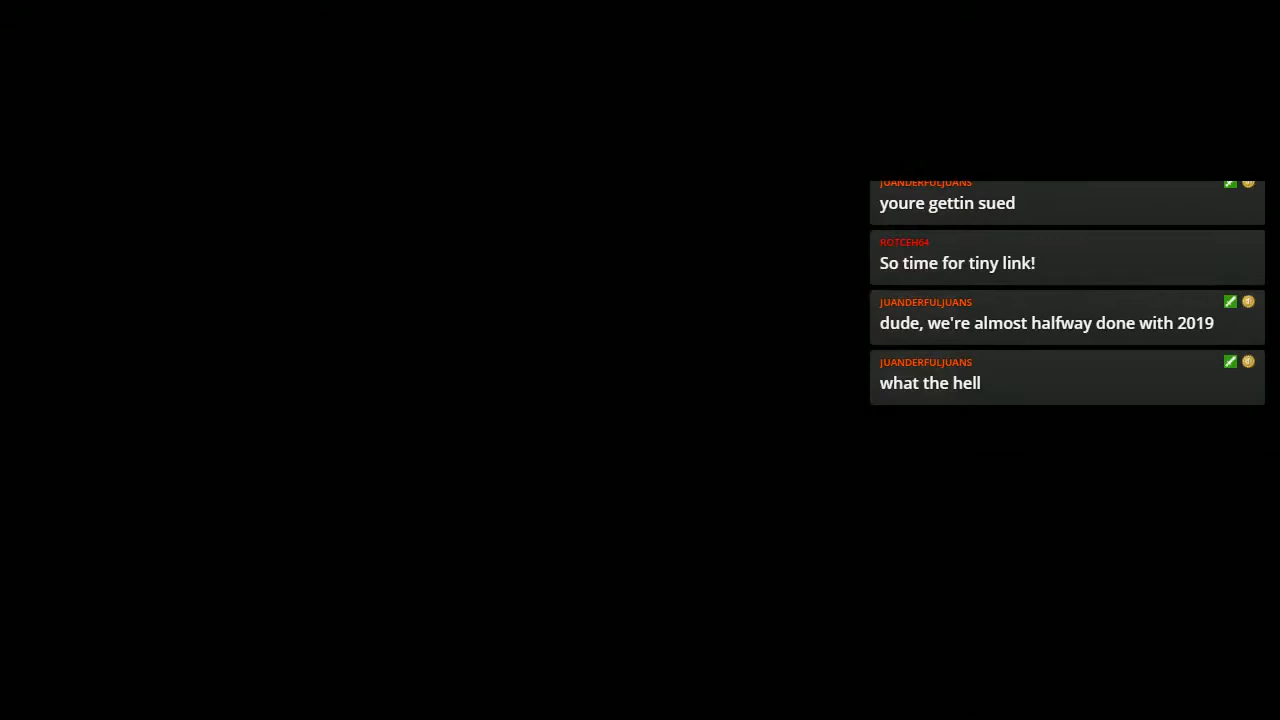 JUANDERFULJUANS
youre gettin sued
ROTCEH64
So time for tiny link!
JUANDERFULJUANS
dude, we're almost halfway done with 2019
JUANDERFULJUANS
what the hell